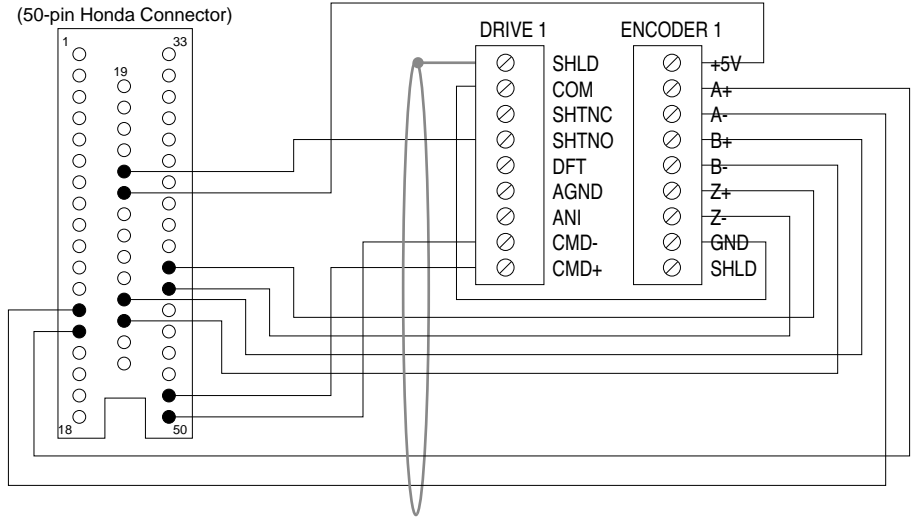 (50-pin Honda Connector)
1
33
19
18
50
DRIVE 1
SHLD
COM
SHTNC
SHTNO
DFT
AGND
ANI
CMD-
CMD+
ENCODER 1
+5V
A+
A-
B+
B-
Z+
Z-
GND
SHLD